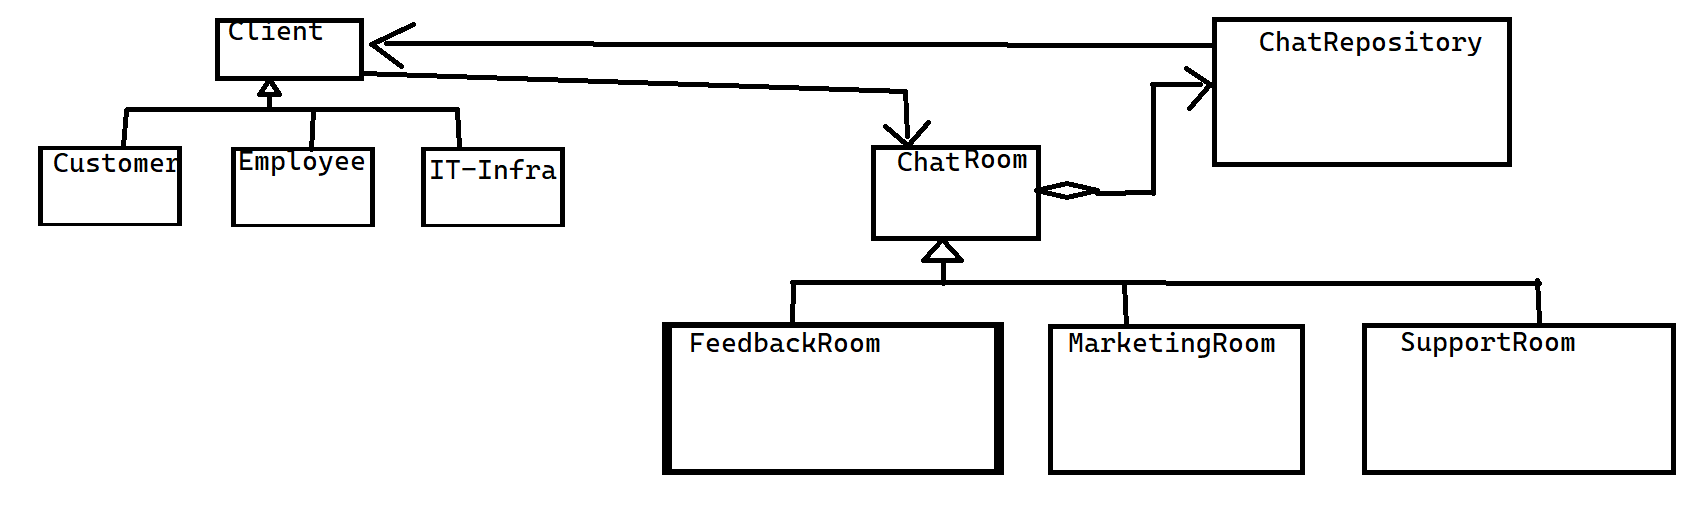 Client
ChatRepository
Customer
Employee
IT-Infra
ChatRoom
FeedbackRoom
MarketingRoom
SupportRoom